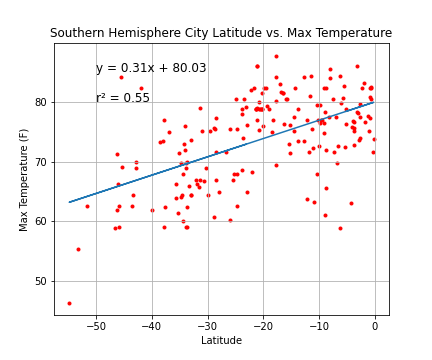 Southern Hemisphere City Latitude vs. Max Temperature
y = 0.31x + 80.03
r² = 0.55
80
70
60
50
Max Temperature (F)
−50 −40 −30 −20 −10 0
Latitude